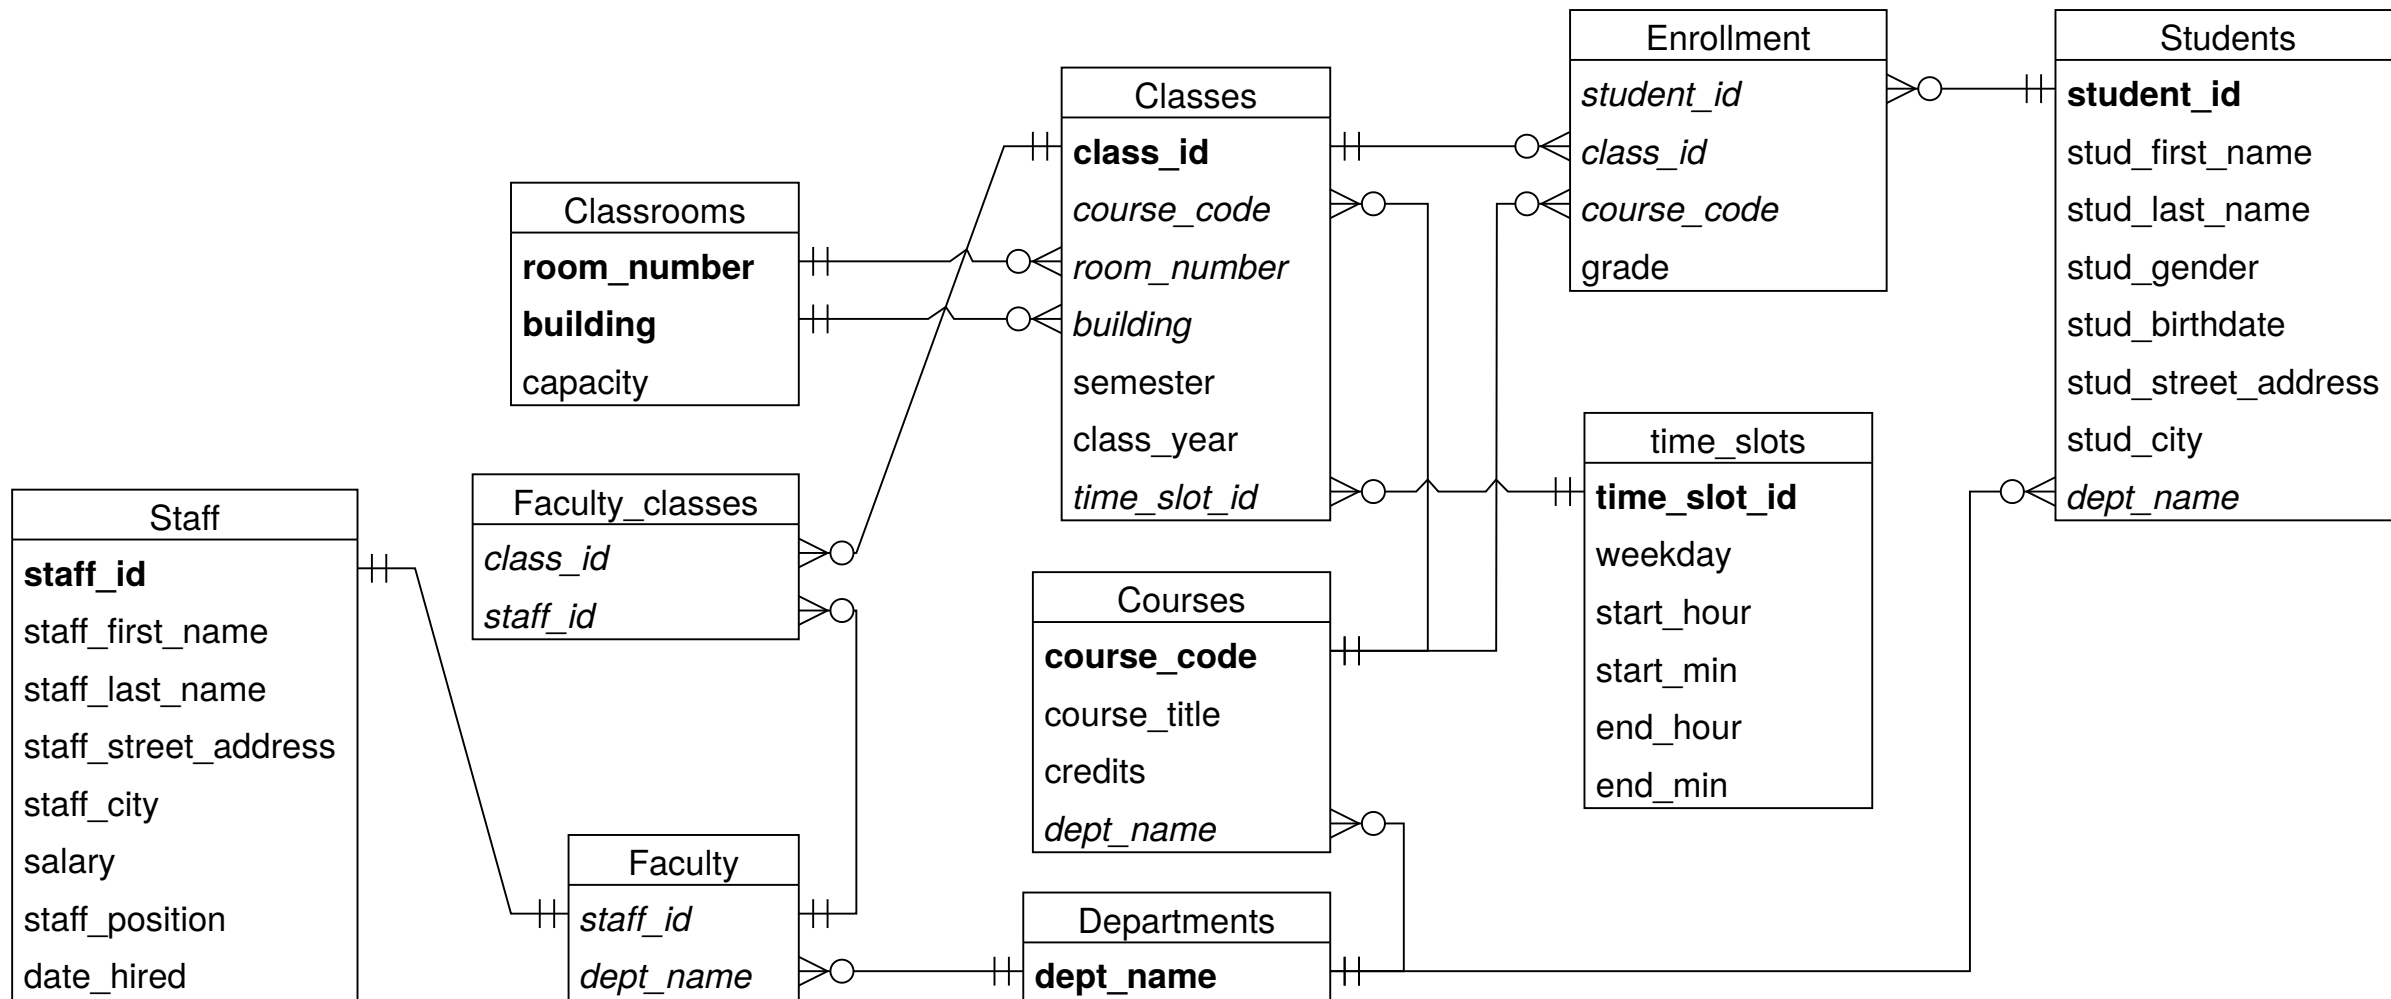 Enrollment
student_id
class_id
course_code
grade
Students
student_id
stud_first_name
stud_last_name
stud_gender
stud_birthdate
stud_street_address
stud_city
dept_name
Classes
class_id
course_code
room_number
building
semester
class_year
time_slot_id
Classrooms
room_number
building
capacity
time_slots
time_slot_id
weekday
start_hour
start_min
end_hour
end_min
Faculty_classes
class_id
staff_id
Staff
staff_id
staff_first_name
staff_last_name
staff_street_address
staff_city
salary
staff_position
date_hired
Courses
course_code
course_title
credits
dept_name
Faculty
staff_id
dept_name
Departments
dept_name